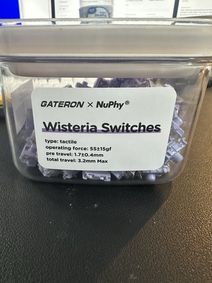 GATERON × NuPhy®
Wisteria Switches
type: tactile
operating force: 55±15gf
pre travel: 1.7±0.4mm
total travel: 3.2mm Max